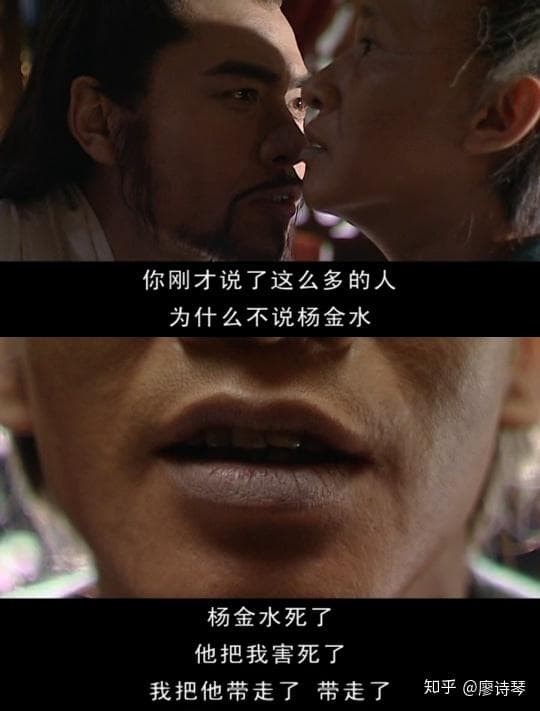 你刚才说了这么多的人
为什么不说杨金水
杨金水死了
他把我害死了
我把他带走了 带走了
知乎 @廖诗琴